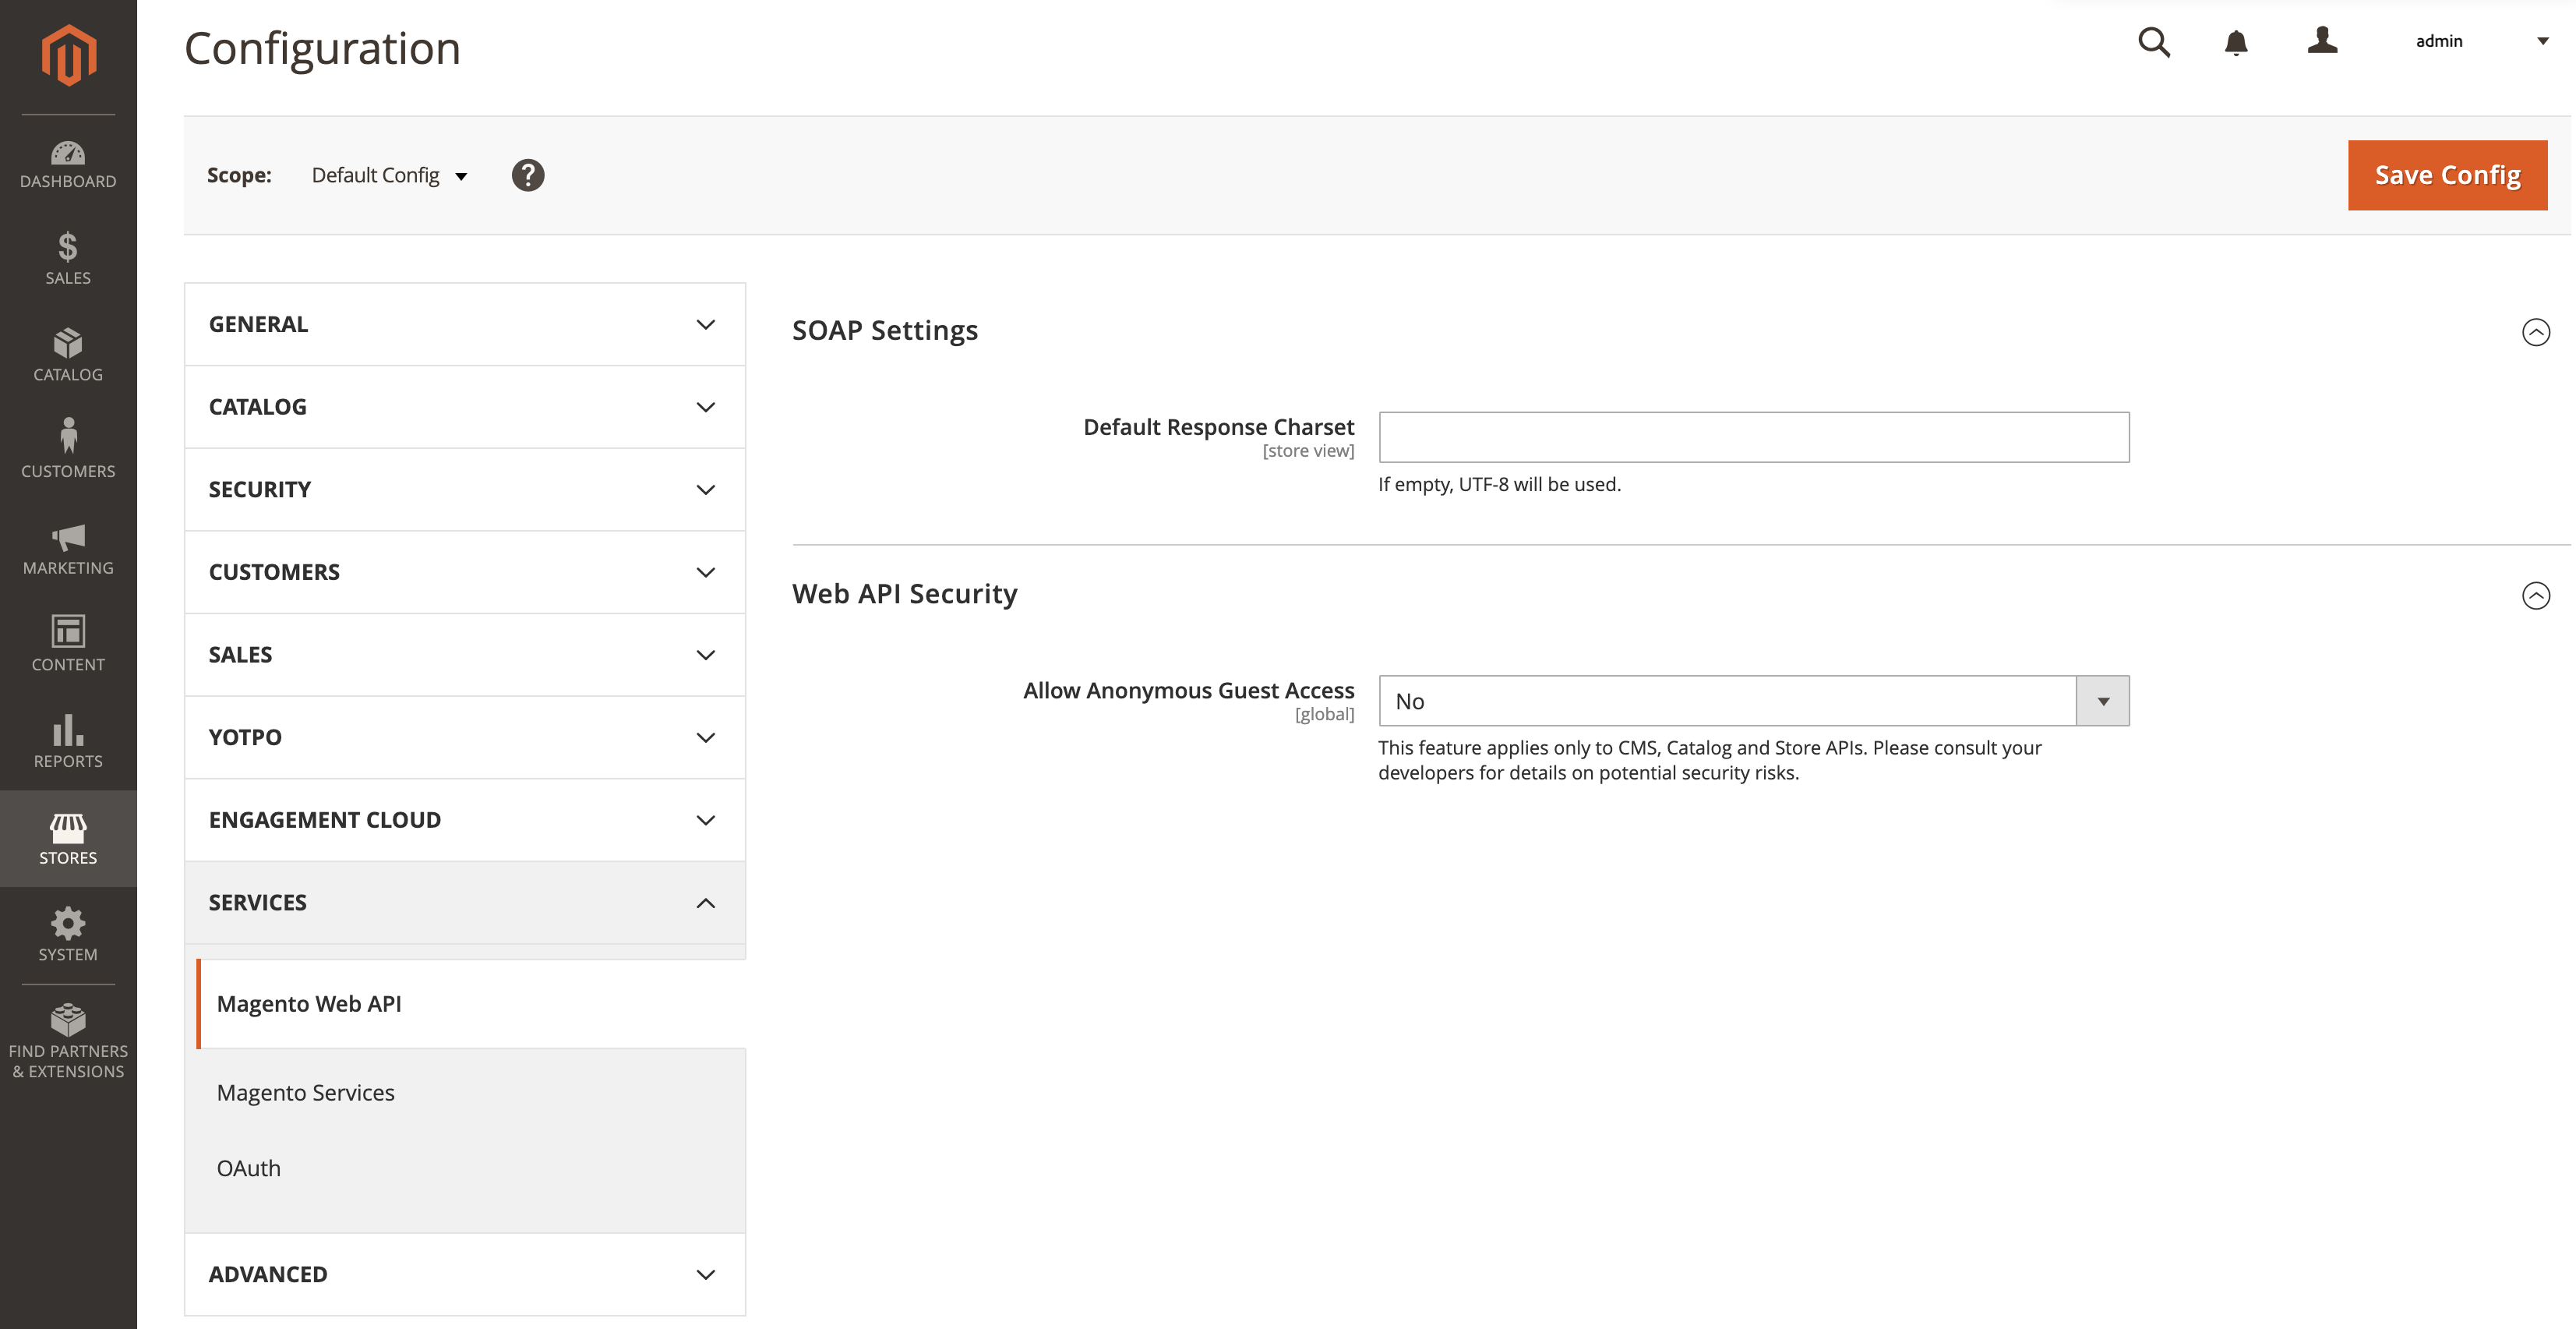 Configuration
admin
DASHBOARD
SALES
CATALOG
CUSTOMERS
MARKETING
CONTENT
REPORTS
STORES
SYSTEM
FIND PARTNERS
& EXTENSIONS
Scope:
Default Config
?
Save Config
GENERAL
CATALOG
SECURITY
CUSTOMERS
SALES
YOTPO
ENGAGEMENT CLOUD
SERVICES
Magento Web API
Magento Services
OAuth
ADVANCED
SOAP Settings
Default Response Charset
[store view]
If empty, UTF-8 will be used.
Web API Security
Allow Anonymous Guest Access
[global]
No
This feature applies only to CMS, Catalog and Store APIs. Please consult your
developers for details on potential security risks.